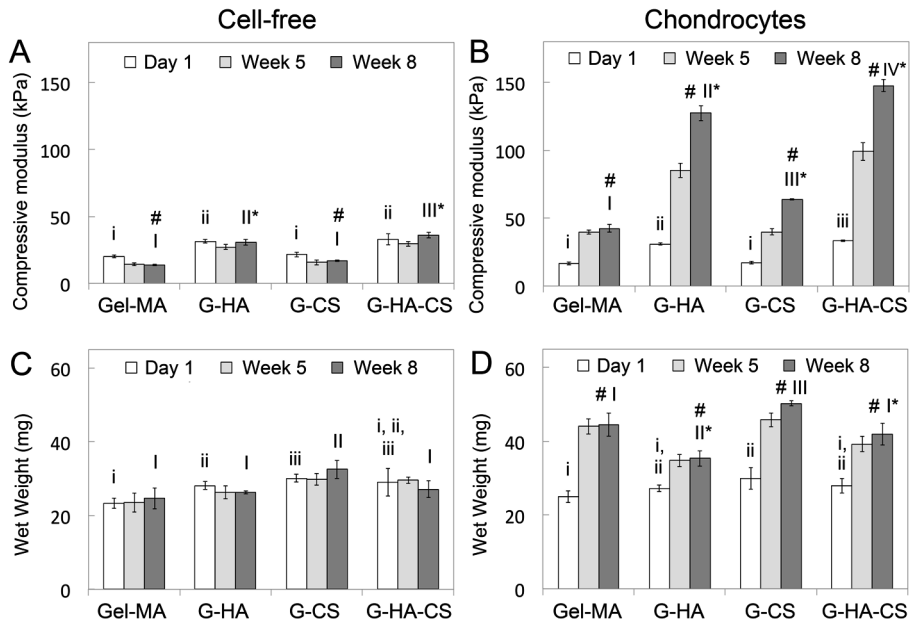 Cell-free
Chondrocytes
A
Compressive modulus (kPa)
150
100
50
0
Day 1 Week 5 Week 8
i # I
ii II*
i # I
ii III*
Gel-MA G-HA G-CS G-HA-CS
B
Compressive modulus (kPa)
150
100
50
0
Day 1 Week 5 Week 8
i # I
ii # II*
i # III*
iii # IV*
Gel-MA G-HA G-CS G-HA-CS
C
Wet Weight (mg)
60
40
20
0
Day 1 Week 5 Week 8
i I
ii I
iii II
i, ii, iii I
Gel-MA G-HA G-CS G-HA-CS
D
Wet Weight (mg)
60
40
20
0
Day 1 Week 5 Week 8
i # I
i, ii # II*
ii # III
i, ii # I*
Gel-MA G-HA G-CS G-HA-CS